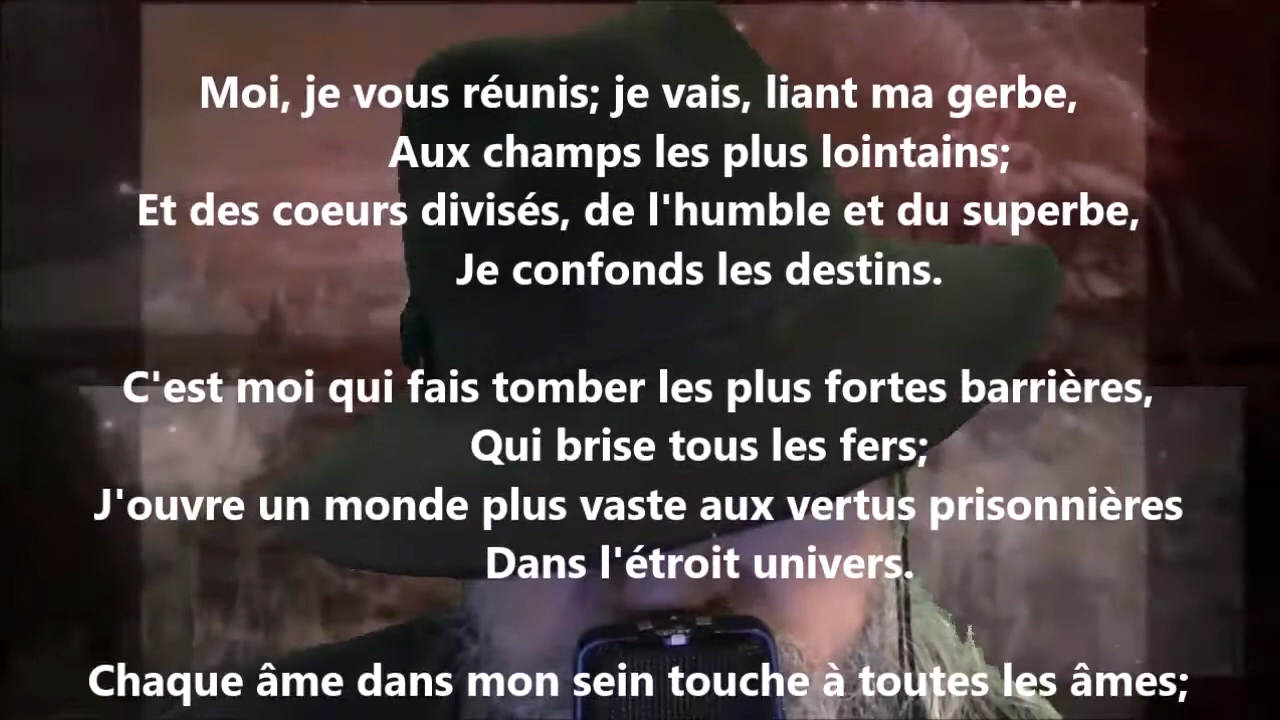 Moi, je vous réunis; je vais, liant ma gerbe,
Aux champs les plus lointains;
Et des coeurs divisés, de l'humble et du superbe,
Je confonds les destins.
C'est moi qui fais tomber les plus fortes barrières,
Qui brise tous les fers;
J'ouvre un monde plus vaste aux vertus prisonnières
Dans l'étroit univers.
Chaque âme dans mon sein touche à toutes les âmes;